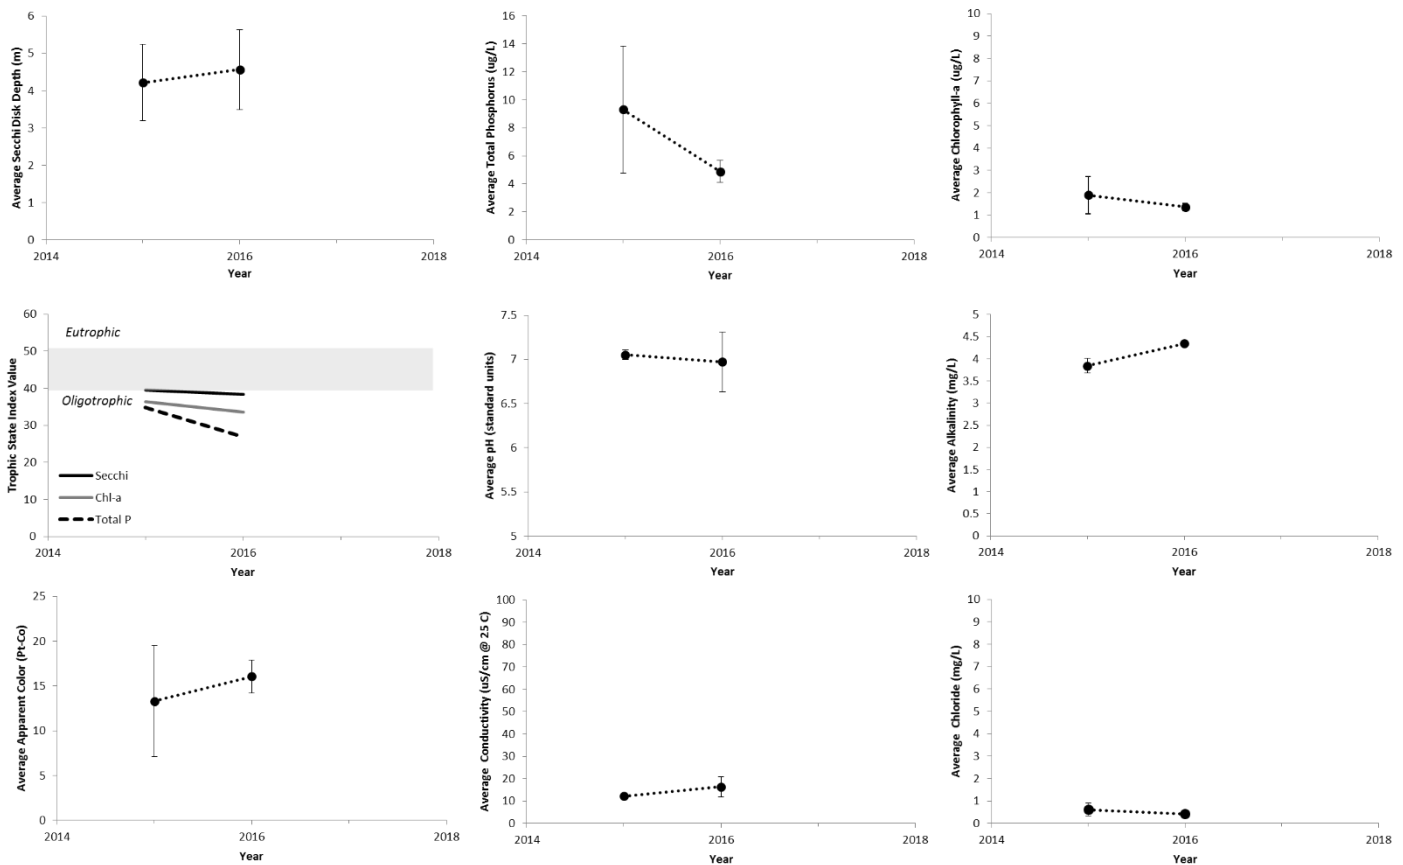 Average Secchi Disk Depth (m)
6
5
4
3
2
1
0
2014 2016 2018
Year
Average Total Phosphorus (ug/L)
16
14
12
10
8
6
4
2
0
2014 2016 2018
Year
Average Chlorophyll-a (ug/L)
10
9
8
7
6
5
4
3
2
1
0
2014 2016 2018
Year
Trophic State Index Value
60
50
40
30
20
10
0
Eutrophic
Oligotrophic
Secchi
Chl-a
Total P
2014 2016 2018
Year
Average pH (standard units)
7.5
7
6.5
6
5.5
5
2014 2016 2018
Year
Average Alkalinity (mg/L)
5
4.5
4
3.5
3
2.5
2
1.5
1
0.5
0
2014 2016 2018
Year
Average Apparent Color (Pt-Co)
25
20
15
10
5
0
2014 2016 2018
Year
Average Conductivity (uS/cm @ 25 C)
100
90
80
70
60
50
40
30
20
10
0
2014 2016 2018
Year
Average Chloride (mg/L)
10
9
8
7
6
5
4
3
2
1
0
2014 2016 2018
Year